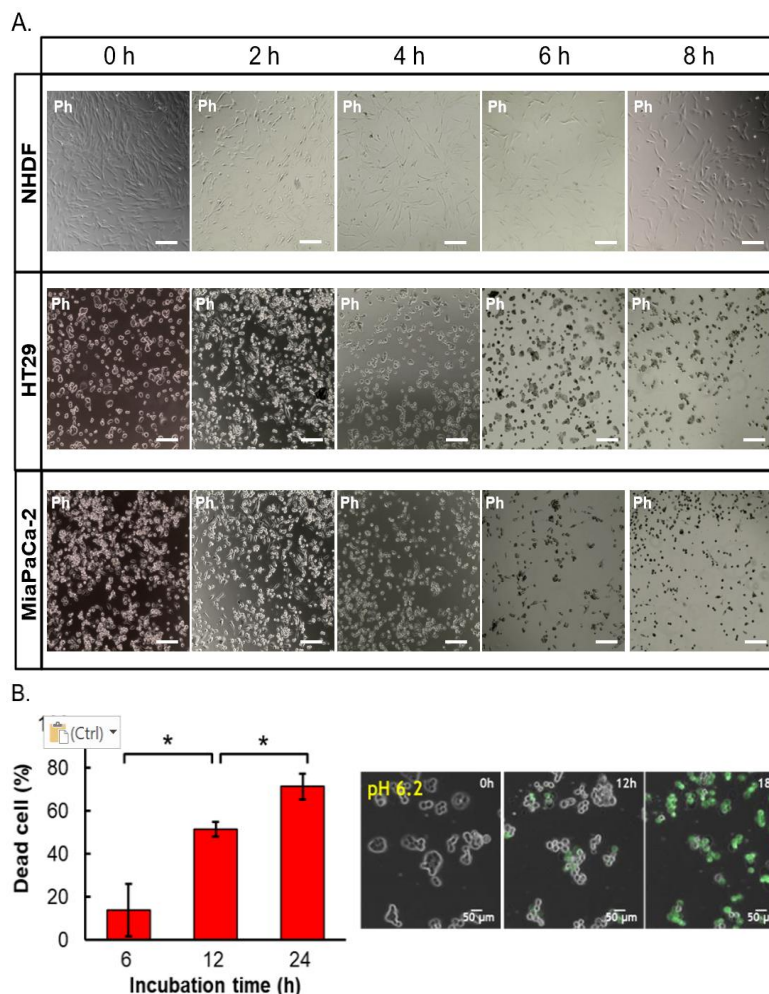 A.
0 h 2 h 4 h 6 h 8 h
NHDF
Ph Ph Ph Ph Ph
HT29
Ph Ph Ph Ph Ph
MiaPaCa-2
Ph Ph Ph Ph Ph
B.
(Ctrl)
* *
80
60
40
20
0
Dead cell (%)
6 12 24
Incubation time (h)
pH 6.2
0h 12h 18
50 µm 50 µm 50 µ